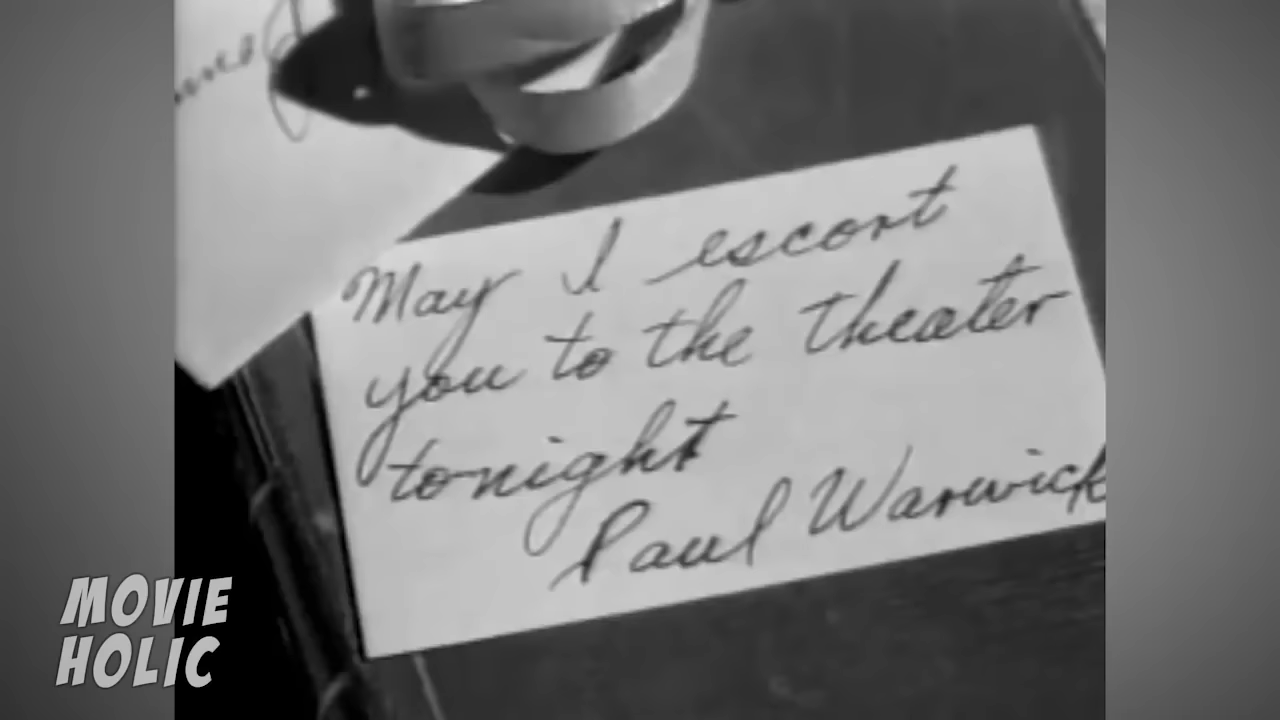 May I escort
you to the theater
tonight
Paul Warwick
MOVIE
HOLIC